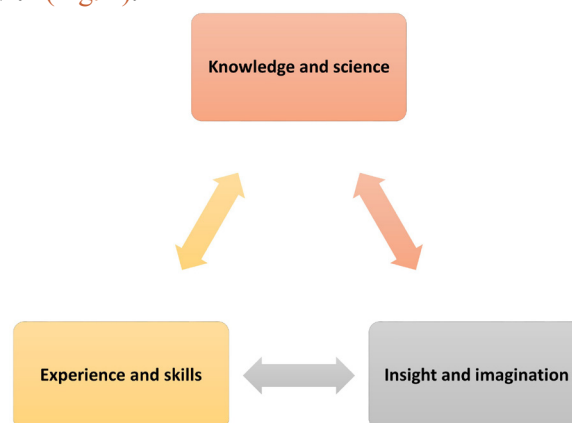 Knowledge and science
Experience and skills
Insight and imagination